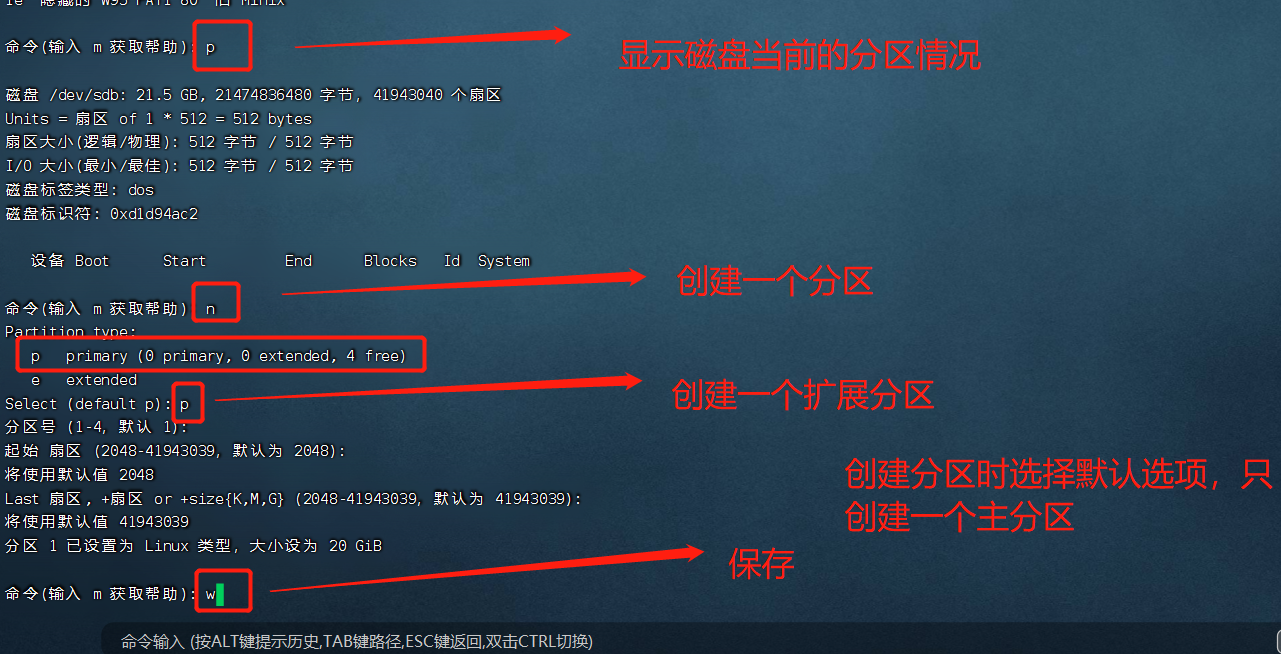 命令(输入 m 获取帮助): p
显示磁盘当前的分区情况
磁盘 /dev/sdb: 21.5 GB, 21474836480 字节, 41943040 个扇区
Units = 扇区 of 1 * 512 = 512 bytes
扇区大小(逻辑/物理): 512 字节 / 512 字节
I/O 大小(最小/最佳): 512 字节 / 512 字节
磁盘标签类型: dos
磁盘标识符: 0xd1d94ac2
设备 Boot Start End Blocks Id System
创建一个分区
命令(输入 m 获取帮助): n
Partition type:
p primary (0 primary, 0 extended, 4 free)
e extended
创建一个扩展分区
Select (default p): p
分区号 (1-4, 默认 1):
起始 扇区 (2048-41943039, 默认为 2048):
将使用默认值 2048
创建分区时选择默认选项, 只
创建一个主分区
Last 扇区, +扇区 or +size{K,M,G} (2048-41943039, 默认为 41943039):
将使用默认值 41943039
分区 1 已设置为 Linux 类型, 大小设为 20 GiB
保存
命令(输入 m 获取帮助): w
命令输入 (按ALT键提示历史,TAB键路径,ESC键返回,双击CTRL切换)